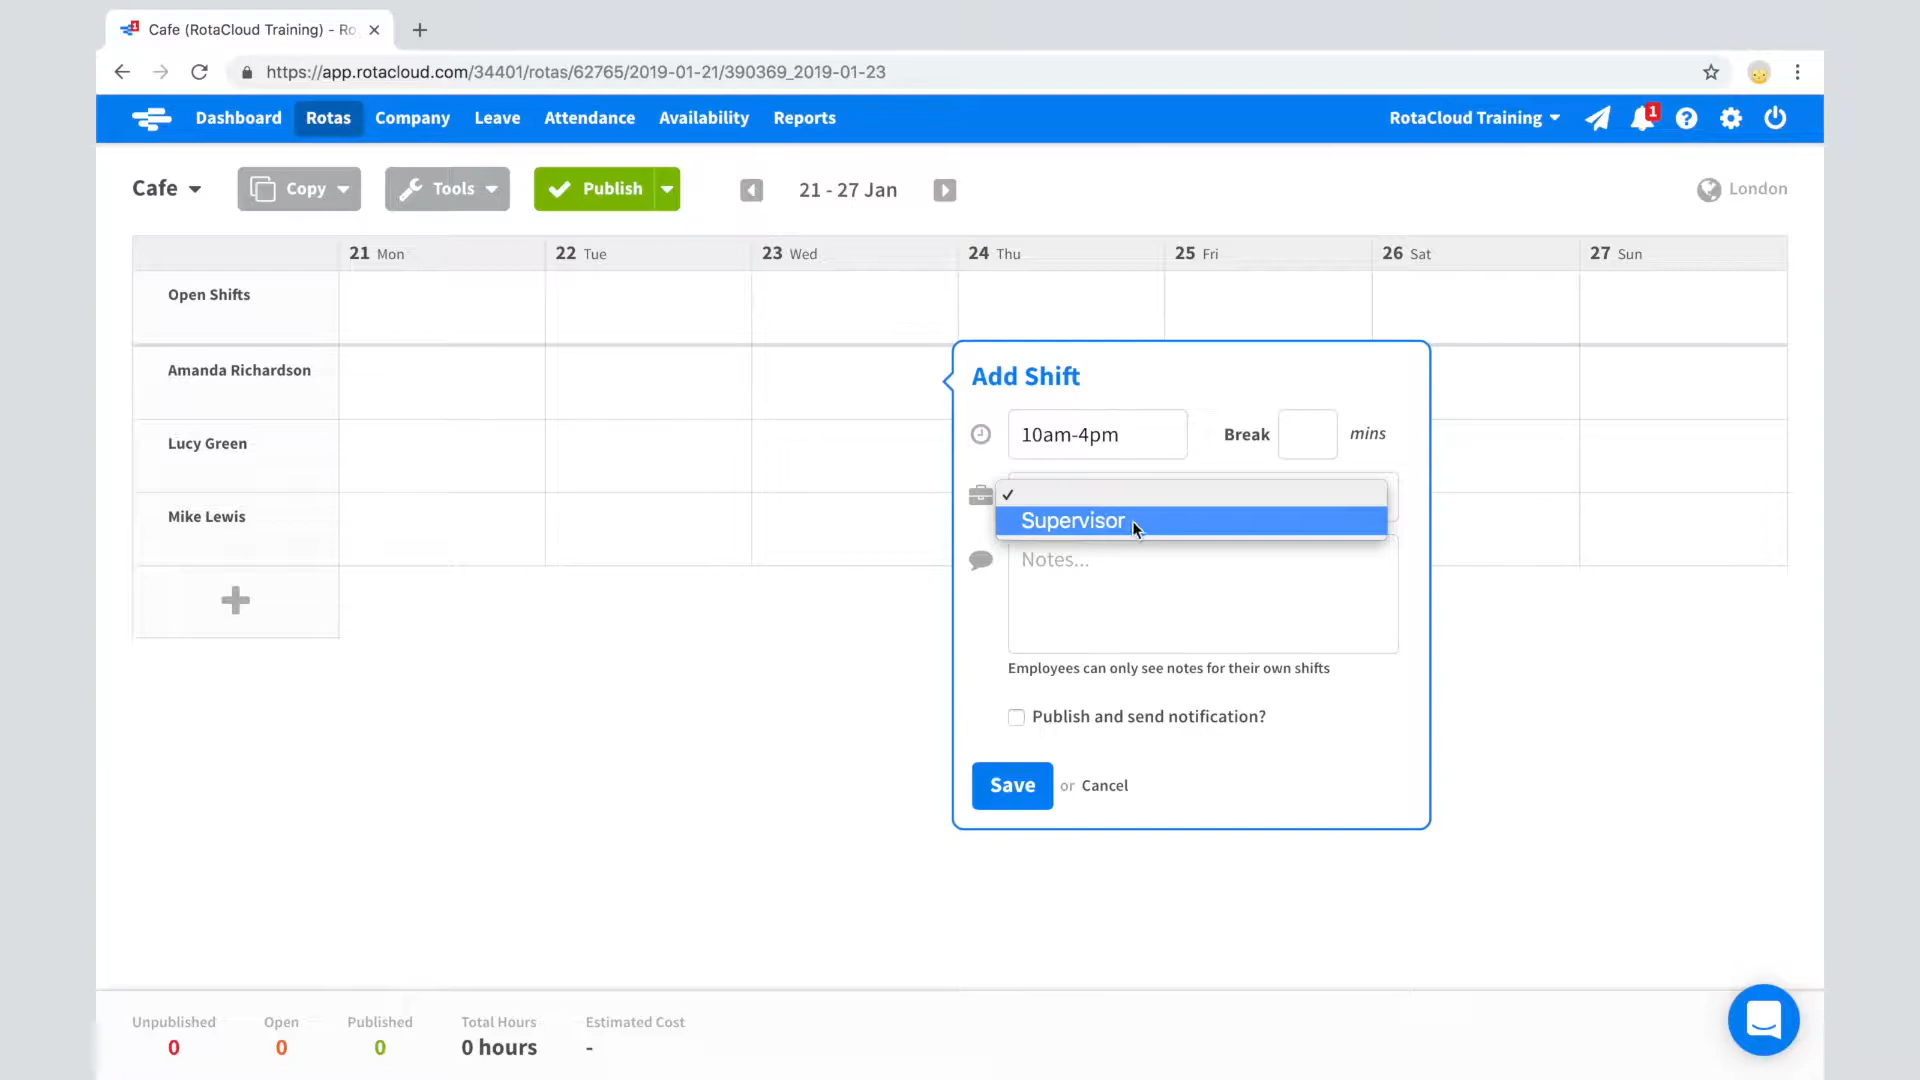 Cafe (RotaCloud Training) - Ro
https://app.rotacloud.com/34401/rotas/62765/2019-01-21/390369_2019-01-23
Dashboard Rotas Company Leave Attendance Availability Reports RotaCloud Training 1
Cafe Copy Tools Publish 21 - 27 Jan London
21 Mon 22 Tue 23 Wed 24 Thu 25 Fri 26 Sat 27 Sun
Open Shifts
Amanda Richardson
Lucy Green
Mike Lewis
Add Shift
10am-4pm Break mins
Supervisor
Notes...
Employees can only see notes for their own shifts
Publish and send notification?
Save or Cancel
Unpublished Open Published Total Hours Estimated Cost
0 0 0 0 hours -